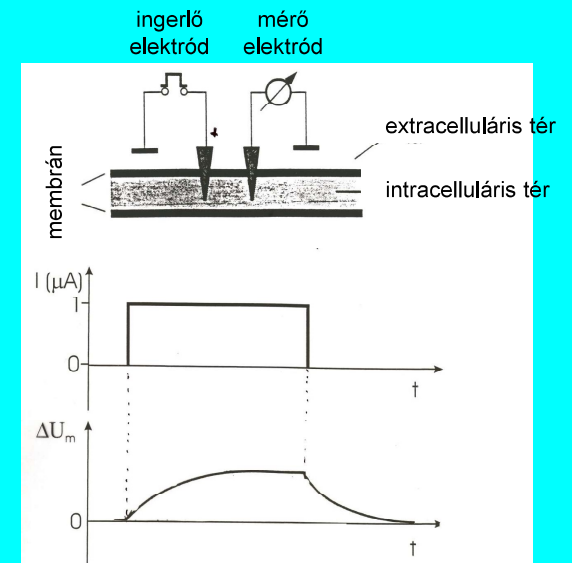 ingerlő
elektród
mérő
elektród
extracelluláris tér
intracelluláris tér
membrán
I (μA)
1
0
t
ΔUm
0
t